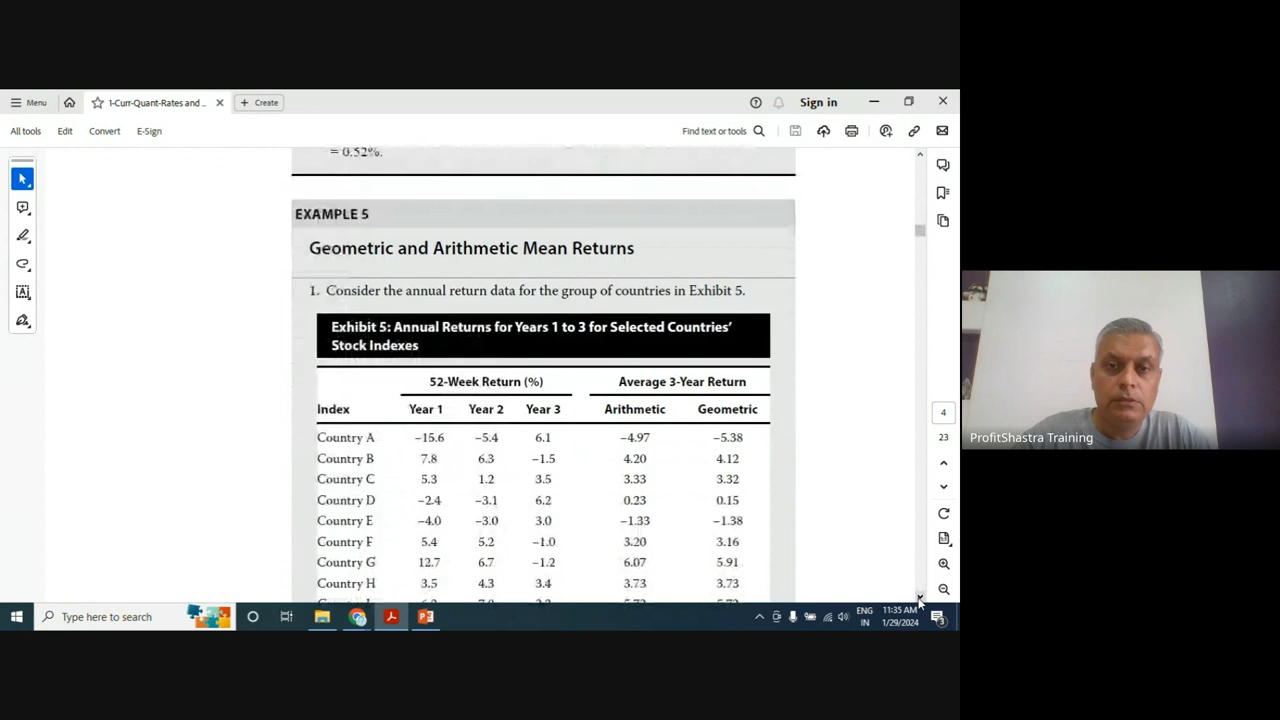 Menu
1-Curr-Quant-Rates and ...
Create
Sign in
All tools
Edit
Convert
E-Sign
Find text or tools
= 0.52%.
EXAMPLE 5
Geometric and Arithmetic Mean Returns
1. Consider the annual return data for the group of countries in Exhibit 5.
Exhibit 5: Annual Returns for Years 1 to 3 for Selected Countries'
Stock Indexes
52-Week Return (%) Average 3-Year Return
Index Year 1 Year 2 Year 3 Arithmetic Geometric
Country A −15.6 −5.4 6.1 −4.97 −5.38
Country B 7.8 6.3 −1.5 4.20 4.12
Country C 5.3 1.2 3.5 3.33 3.32
Country D −2.4 −3.1 6.2 0.23 0.15
Country E −4.0 −3.0 3.0 −1.33 −1.38
Country F 5.4 5.2 −1.0 3.20 3.16
Country G 12.7 6.7 −1.2 6.07 5.91
Country H 3.5 4.3 3.4 3.73 3.73
4
23
ProfitShastra Training
Type here to search
ENG
IN
11:35 AM
1/29/2024
3